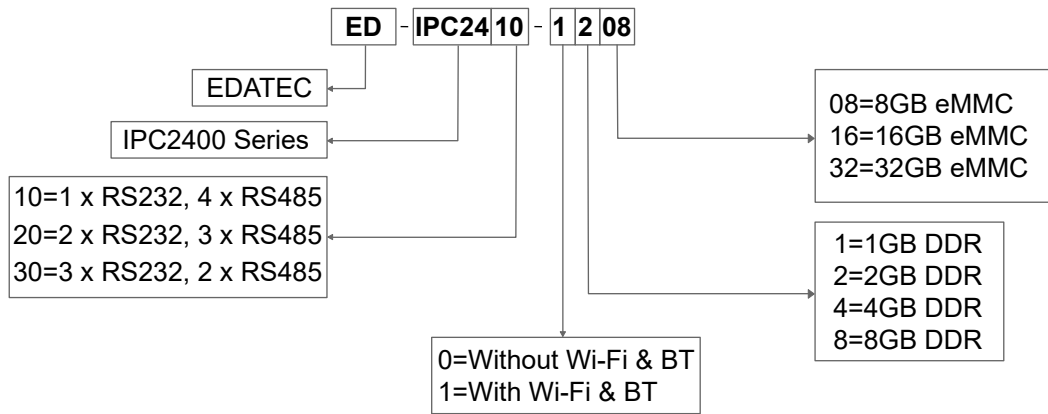 ED - IPC24 10 - 1 2 08
EDATEC
IPC2400 Series
10=1 x RS232, 4 x RS485
20=2 x RS232, 3 x RS485
30=3 x RS232, 2 x RS485
08=8GB eMMC
16=16GB eMMC
32=32GB eMMC
1=1GB DDR
2=2GB DDR
4=4GB DDR
8=8GB DDR
0=Without Wi-Fi & BT
1=With Wi-Fi & BT